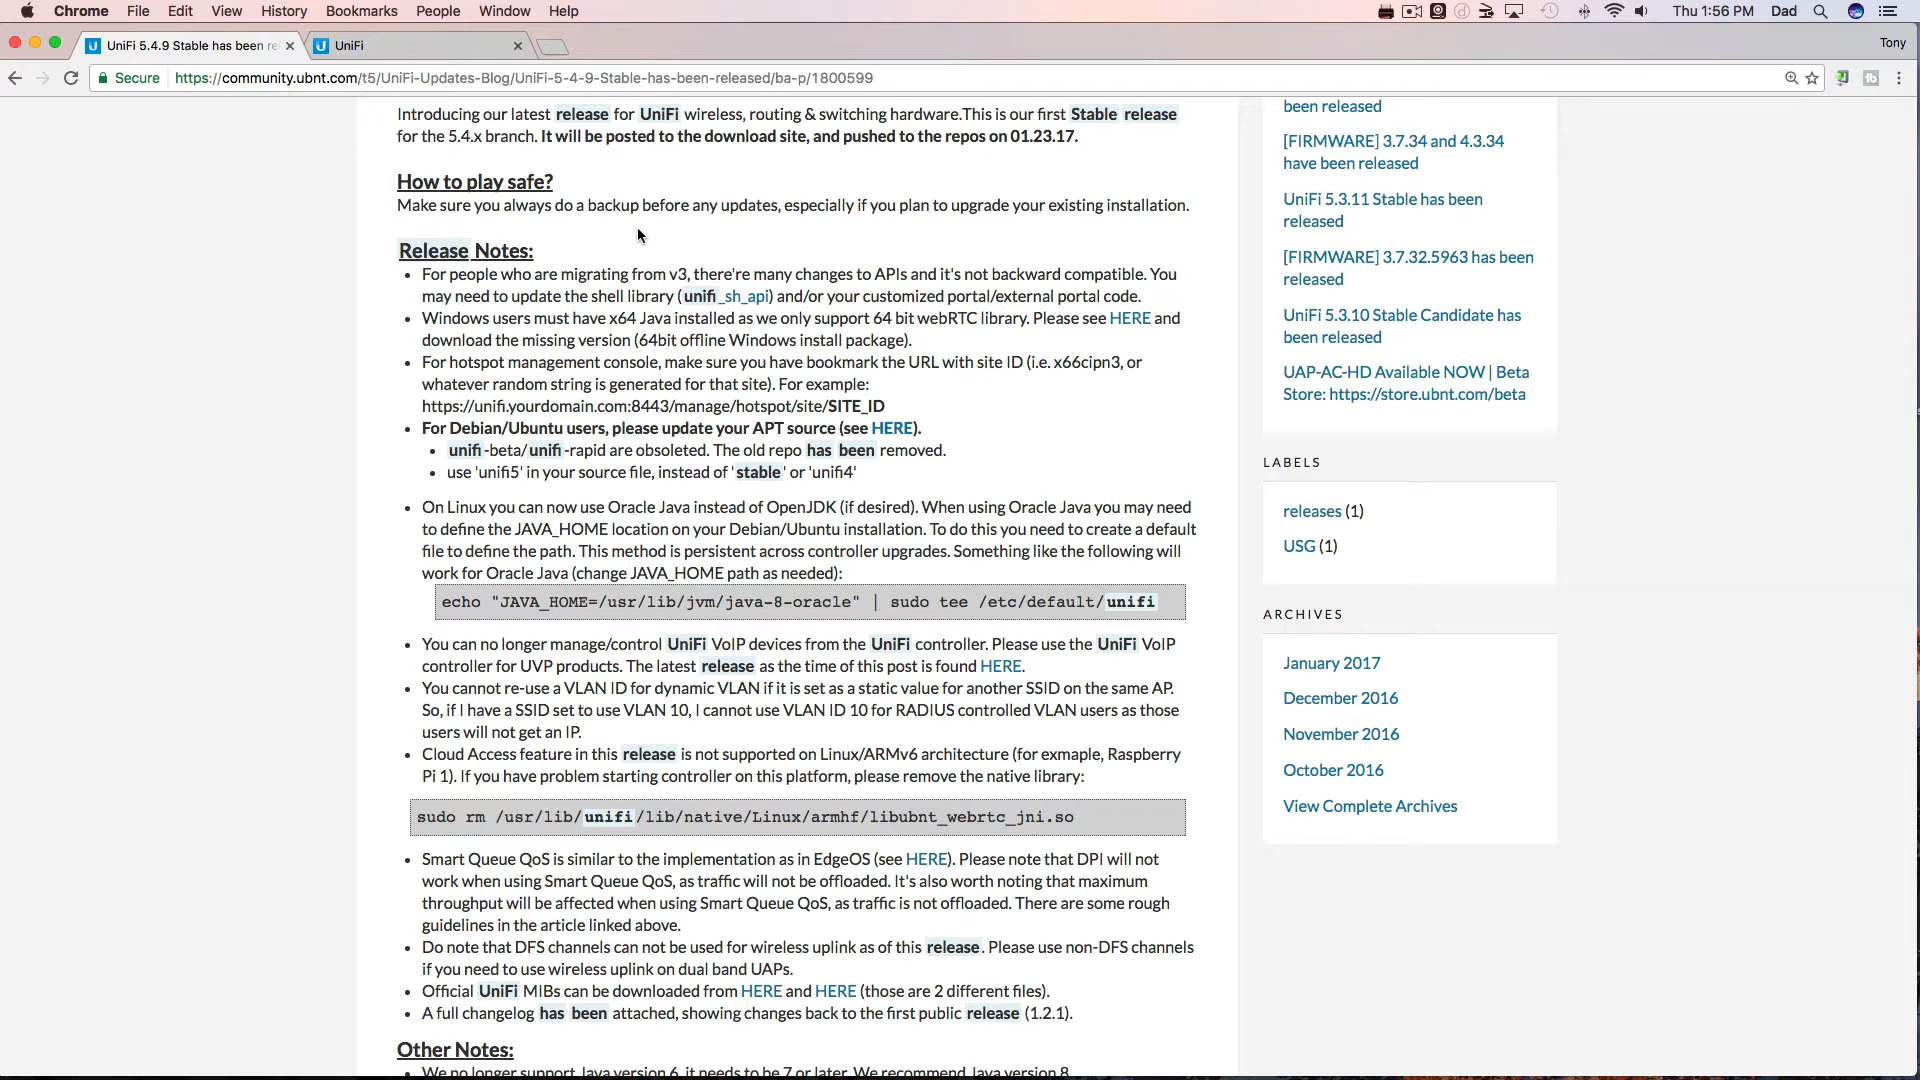 Chrome File Edit View History Bookmarks People Window Help
Thu 1:56 PM Dad
UniFi 5.4.9 Stable has been re
UniFi
Tony
Secure https://community.ubnt.com/t5/UniFi-Updates-Blog/UniFi-5-4-9-Stable-has-been-released/ba-p/1800599
Introducing our latest release for UniFi wireless, routing & switching hardware.This is our first Stable release
for the 5.4.x branch. It will be posted to the download site, and pushed to the repos on 01.23.17.
How to play safe?
Make sure you always do a backup before any updates, especially if you plan to upgrade your existing installation.
Release Notes:
• For people who are migrating from v3, there're many changes to APIs and it's not backward compatible. You
may need to update the shell library (unifi_sh_api) and/or your customized portal/external portal code.
• Windows users must have x64 Java installed as we only support 64 bit webRTC library. Please see HERE and
download the missing version (64bit offline Windows install package).
• For hotspot management console, make sure you have bookmark the URL with site ID (i.e. x66cipn3, or
whatever random string is generated for that site). For example:
https://unifi.yourdomain.com:8443/manage/hotspot/site/SITE_ID
• For Debian/Ubuntu users, please update your APT source (see HERE).
• unifi-beta/unifi-rapid are obsoleted. The old repo has been removed.
• use 'unifi5' in your source file, instead of 'stable' or 'unifi4'
• On Linux you can now use Oracle Java instead of OpenJDK (if desired). When using Oracle Java you may need
to define the JAVA_HOME location on your Debian/Ubuntu installation. To do this you need to create a default
file to define the path. This method is persistent across controller upgrades. Something like the following will
work for Oracle Java (change JAVA_HOME path as needed):
echo "JAVA_HOME=/usr/lib/jvm/java-8-oracle" | sudo tee /etc/default/unifi
• You can no longer manage/control UniFi VoIP devices from the UniFi controller. Please use the UniFi VoIP
controller for UVP products. The latest release as the time of this post is found HERE.
• You cannot re-use a VLAN ID for dynamic VLAN if it is set as a static value for another SSID on the same AP.
So, if I have a SSID set to use VLAN 10, I cannot use VLAN ID 10 for RADIUS controlled VLAN users as those
users will not get an IP.
• Cloud Access feature in this release is not supported on Linux/ARMv6 architecture (for exmaple, Raspberry
Pi 1). If you have problem starting controller on this platform, please remove the native library:
sudo rm /usr/lib/unifi/lib/native/Linux/armhf/libubnt_webrtc_jni.so
• Smart Queue QoS is similar to the implementation as in EdgeOS (see HERE). Please note that DPI will not
work when using Smart Queue QoS, as traffic will not be offloaded. It's also worth noting that maximum
throughput will be affected when using Smart Queue QoS, as traffic is not offloaded. There are some rough
guidelines in the article linked above.
• Do note that DFS channels can not be used for wireless uplink as of this release. Please use non-DFS channels
if you need to use wireless uplink on dual band UAPs.
• Official UniFi MIBs can be downloaded from HERE and HERE (those are 2 different files).
• A full changelog has been attached, showing changes back to the first public release (1.2.1).
Other Notes:
• We no longer support Java version 6, it needs to be 7 or later. We recommend Java version 8
been released
[FIRMWARE] 3.7.34 and 4.3.34
have been released
UniFi 5.3.11 Stable has been
released
[FIRMWARE] 3.7.32.5963 has been
released
UniFi 5.3.10 Stable Candidate has
been released
UAP-AC-HD Available NOW | Beta
Store: https://store.ubnt.com/beta
LABELS
releases (1)
USG (1)
ARCHIVES
January 2017
December 2016
November 2016
October 2016
View Complete Archives